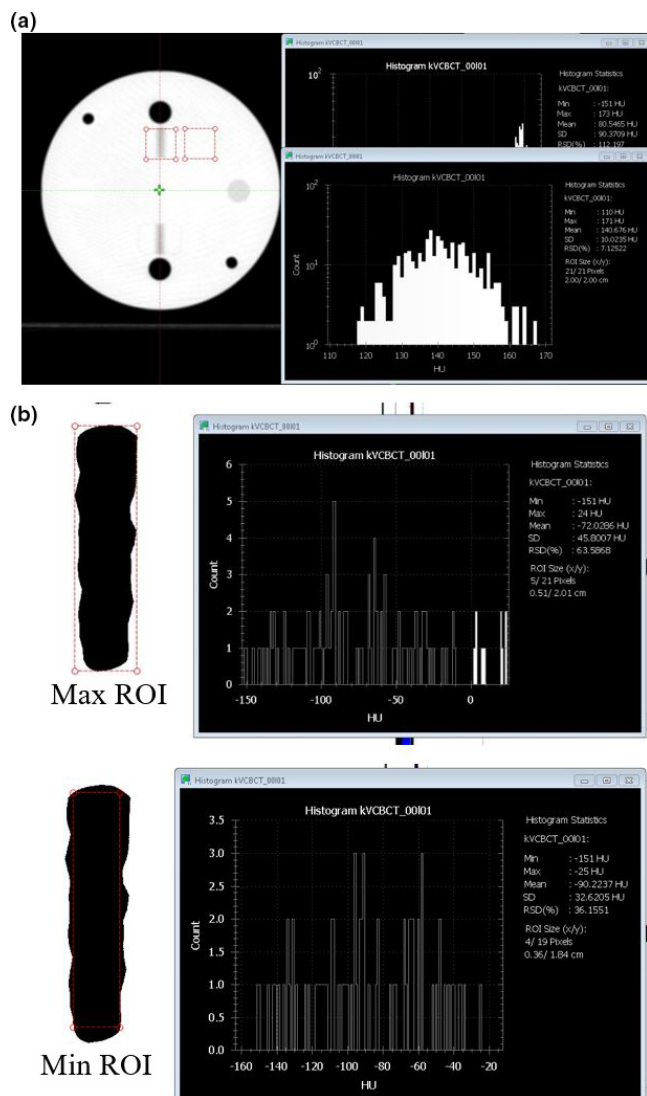 (a)
Histogram kVCBCT_00I01
Histogram kVCBCT_00I01
10^2
Histogram Statistics
kVCBCT_00I01:
Min : -151 HU
Max : 173 HU
Mean : 80.5465 HU
SD : 90.3709 HU
RSD(%) : 112.197
Histogram kVCBCT_00I01
Histogram kVCBCT_00I01
Count
10^2
10^1
10^0
110 120 130 140 150 160 170
HU
Histogram Statistics
kVCBCT_00I01:
Min : 110 HU
Max : 171 HU
Mean : 140.676 HU
SD : 10.0235 HU
RSD(%) : 7.12522
ROI Size (x/y):
21/ 21 Pixels
2.00/ 2.00 cm
(b)
Max ROI
Histogram kVCBCT_00I01
Histogram kVCBCT_00I01
Count
6
5
4
3
2
1
0
-150 -100 -50 0
HU
Histogram Statistics
kVCBCT_00I01:
Min : -151 HU
Max : 24 HU
Mean : -72.0286 HU
SD : 45.8007 HU
RSD(%) : 63.5868
ROI Size (x/y):
5/ 21 Pixels
0.51/ 2.01 cm
Min ROI
Histogram kVCBCT_00I01
Histogram kVCBCT_00I01
Count
3.5
3.0
2.5
2.0
1.5
1.0
0.5
0.0
-160 -140 -120 -100 -80 -60 -40 -20
HU
Histogram Statistics
kVCBCT_00I01:
Min : -151 HU
Max : -25 HU
Mean : -90.2237 HU
SD : 32.6205 HU
RSD(%) : 36.1551
ROI Size (x/y):
4/ 19 Pixels
0.36/ 1.84 cm